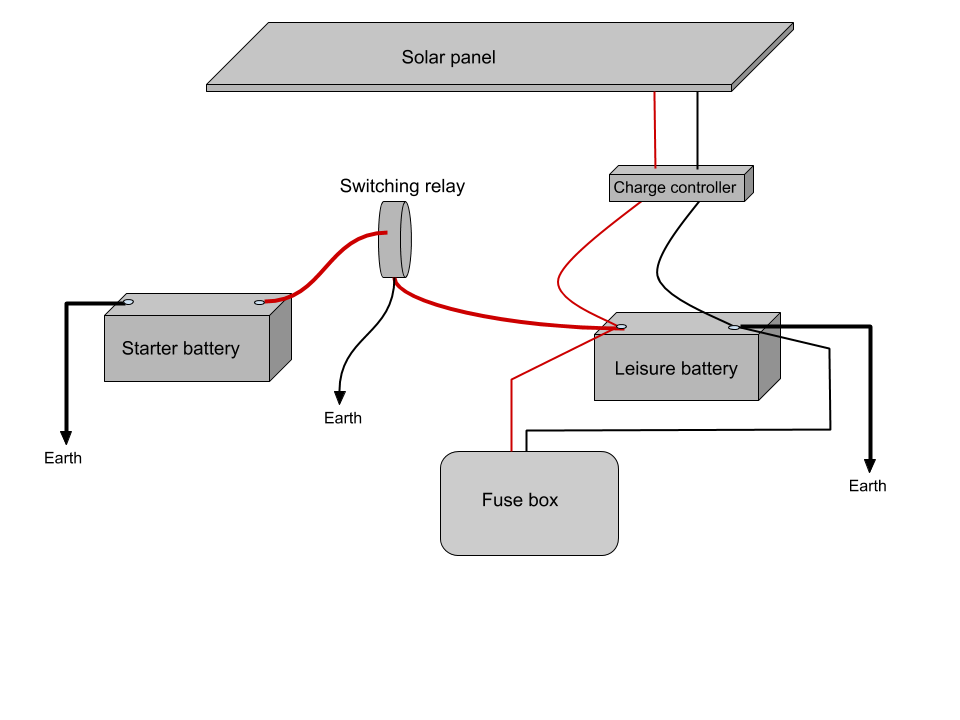 Solar panel
Switching relay
Charge controller
Starter battery
Leisure battery
Earth
Earth
Earth
Fuse box